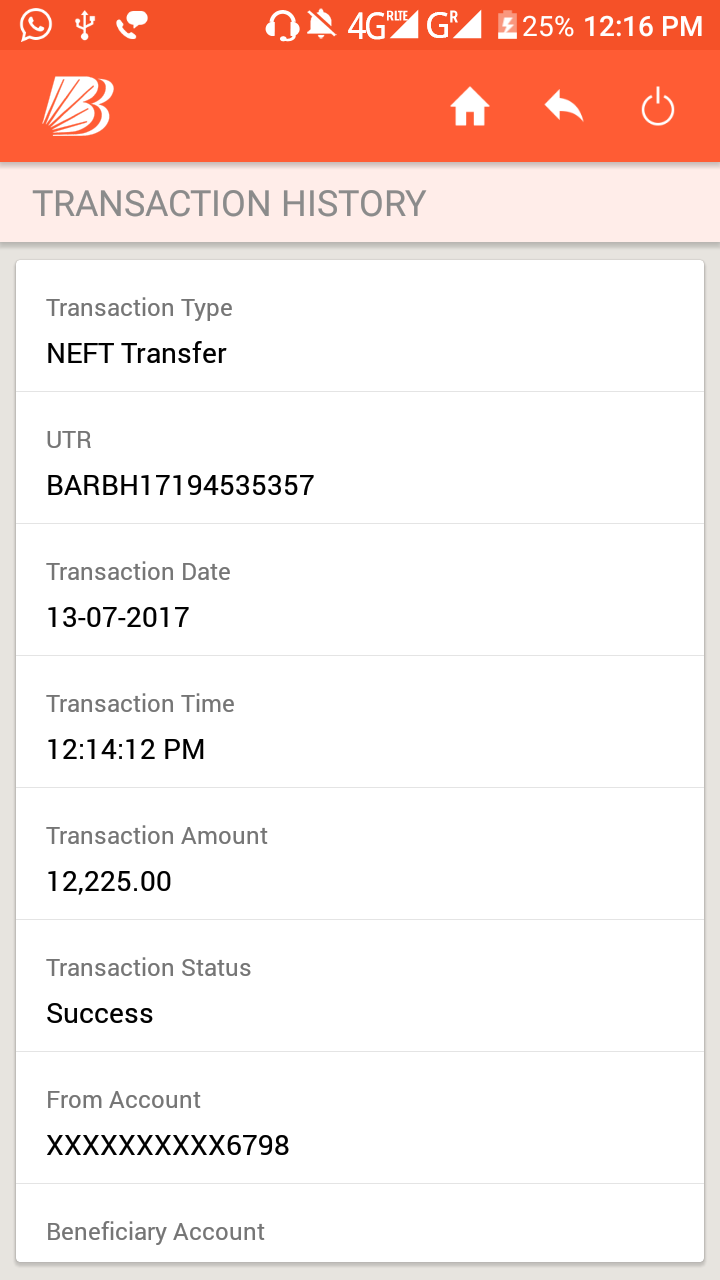 4G RLTE G R 25% 12:16 PM
TRANSACTION HISTORY
Transaction Type
NEFT Transfer
UTR
BARBH17194535357
Transaction Date
13-07-2017
Transaction Time
12:14:12 PM
Transaction Amount
12,225.00
Transaction Status
Success
From Account
XXXXXXXXXX6798
Beneficiary Account